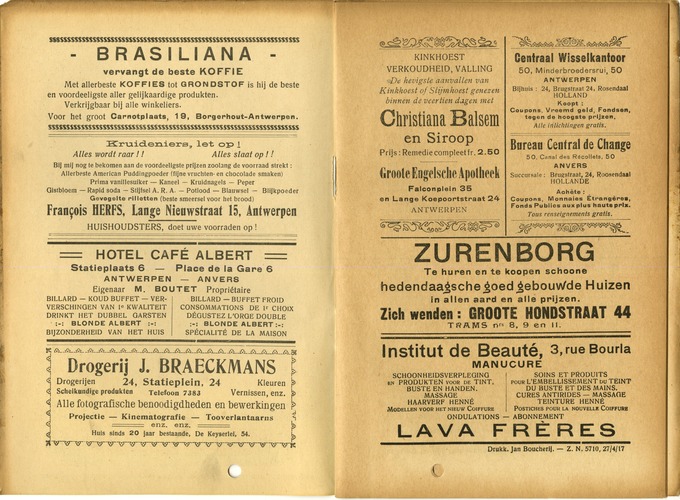 - BRASILIANA -
vervangt de beste KOFFIE
Met allerbeste KOFFIES tot GRONDSTOF is hij de beste
en voordeeligste aller gelijkaardige produkten.
Verkrijgbaar bij alle winkeliers.
Voor het groot Carnotplaats, 19, Borgerhout-Antwerpen.
Kruideniers, let op !
Alles wordt raar !! Alles slaat op !!
Bij mij nog te bekomen aan de voordeeligste prijzen zoolang de voorraad strekt :
Allerbeste American Puddingpoeder (fijne vruchten- en chocolade smaken)
Prima vanillesuiker — Kaneel — Kruidnagels — Peper
Gistbloem — Rapid soda — Stijfsel A. R. A. — Potlood — Blauwsel — Blijkpoeder
Gevogelte rillotten (beste smeersel voor het brood)
François HERFS, Lange Nieuwstraat 15, Antwerpen
HUISHOUDSTERS, doet uwe voorraden op !
HOTEL CAFÉ ALBERT
Statieplaats 6 — Place de la Gare 6
ANTWERPEN — ANVERS
Eigenaar M. BOUTET Propriétaire
BILLARD — KOUD BUFFET — VER-
VERSCHINGEN VAN 1e KWALITEIT
DRINKT HET DUBBEL GARSTEN
:-: BLONDE ALBERT :-:
BIJZONDERHEID VAN HET HUIS
BILLARD — BUFFET FROID
CONSOMMATIONS DE 1r CHOIX
DÉGUSTEZ L'ORGE DOUBLE
:-: BLONDE ALBERT :-:
SPÉCIALITÉ DE LA MAISON
Drogerij J. BRAECKMANS
Drogerijen 24, Statieplein, 24 Kleuren
Scheikundige produkten Telefoon 7383 Vernissen, enz.
Alle fotografische benoodigheden en bewerkingen
Projectie — Kinematografie — Tooverlantaarns
enz. enz.
Huis sinds 20 jaar bestaande, De Keyserlei, 54.
KINKHOEST
VERKOUDHEID, VALLING
De hevigste aanvallen van
Kinkhoest of Slijmhoest genezen
binnen de veertien dagen met
Christiana Balsem
en Siroop
Prijs : Remedie compleet fr. 2.50
Groote Engelsche Apotheek
Falconplein 35
en Lange Koepoortstraat 24
ANTWERPEN
Centraal Wisselkantoor
50, Minderbroedersrui, 50
ANTWERPEN
Bijhuis : 24, Brugstraat, 24, Rosendaal
HOLLAND
Koopt :
Coupons, Vreemd geld, Fondsen,
tegen de hoogste prijzen,
Alle inlichtingen gratis.
Bureau Central de Change
50, Canal des Récollets, 50
ANVERS
Succursale : Brugstraat, 24, Rosendaal
HOLLANDE
Achète :
Coupons, Monnaies Étrangères,
Fonds Publics aux plus hauts prix.
Tous renseignements gratis.
ZURENBORG
Te huren en te koopen schoone
hedendaagsche goed gebouwde Huizen
in allen aard en alle prijzen.
Zich wenden : GROOTE HONDSTRAAT 44
TRAMS nrs 8, 9 en 11.
Institut de Beauté, 3, rue Bourla
MANUCURE
SCHOONHEIDSVERPLEGING
EN PRODUKTEN VOOR DE TINT,
BUSTE EN HANDEN.
MASSAGE
HAARVERF HENNÉ
MODELLEN VOOR HET NIEUW COIFFURE
SOINS ET PRODUITS
POUR L'EMBELLISSEMENT DU TEINT
DU BUSTE ET DES MAINS.
CURES ANTIRIDES — MASSAGE
TEINTURE HENNÉ
POSTICHES POUR LA NOUVELLE COIFFURE
ONDULATIONS — ABONNEMENT
LAVA FRÈRES
Drukk. Jan Boucherij. — Z. N. 5710, 27/4/17